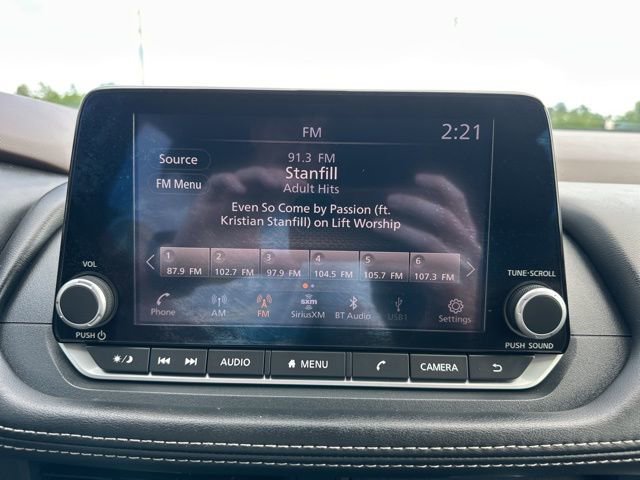 FM
2:21
Source
91.3 FM
Stanfill
FM Menu
Adult Hits
Even So Come by Passion (ft.
Kristian Stanfill) on Lift Worship
1 2 3 4 5 6
87.9 FM 102.7 FM 97.9 FM 104.5 FM 105.7 FM 107.3 FM
Phone AM FM SiriusXM BT Audio USB1 Settings
sxm
VOL
TUNE·SCROLL
PUSH
PUSH SOUND
AUDIO MENU CAMERA